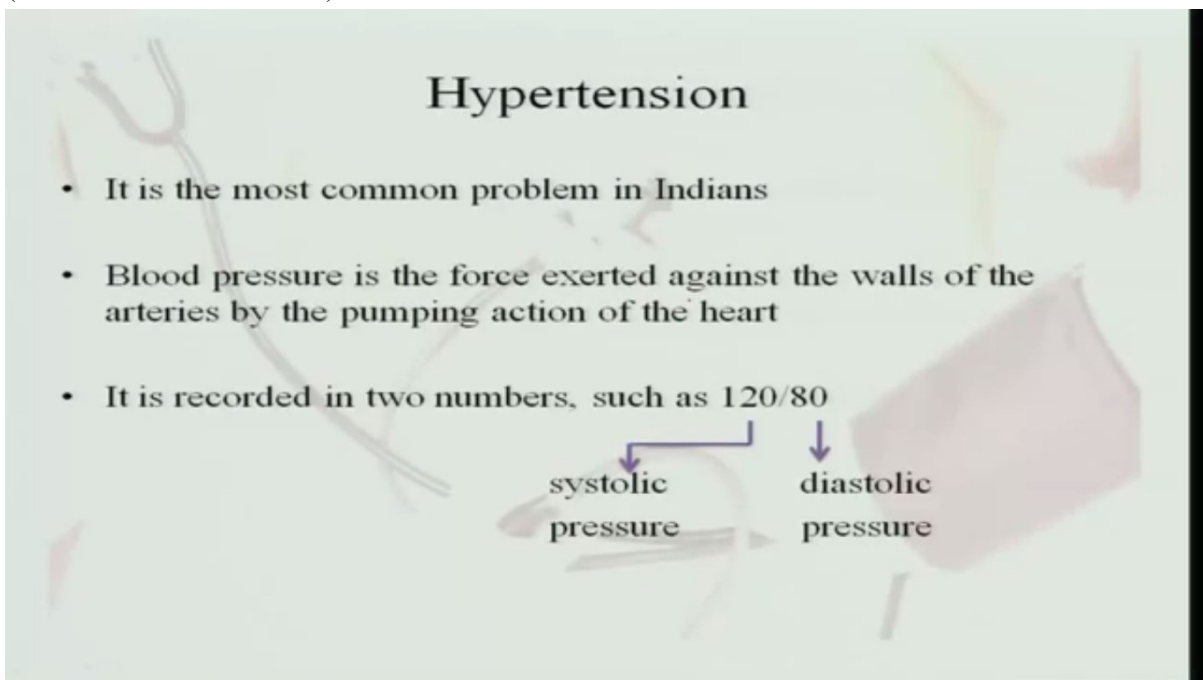 Hypertension
• It is the most common problem in Indians
• Blood pressure is the force exerted against the walls of the
arteries by the pumping action of the heart
• It is recorded in two numbers, such as 120/80
systolic diastolic
pressure pressure